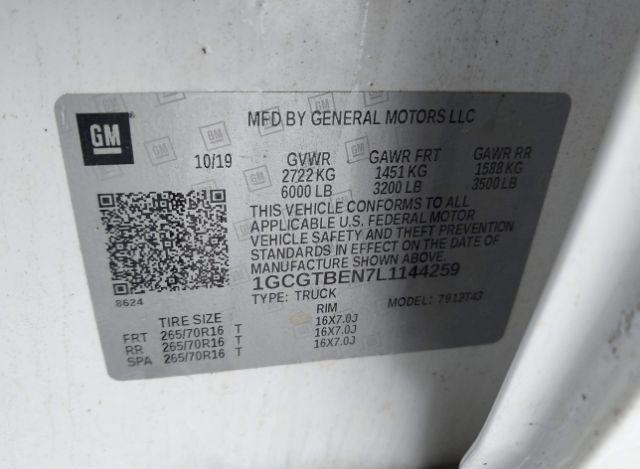 GM
MFD BY GENERAL MOTORS LLC
10/19 GVWR GAWR FRT GAWR RR
2722 KG 1451 KG 1588 KG
6000 LB 3200 LB 3500 LB
THIS VEHICLE CONFORMS TO ALL
APPLICABLE U.S. FEDERAL MOTOR
VEHICLE SAFETY AND THEFT PREVENTION
STANDARDS IN EFFECT ON THE DATE OF
MANUFACTURE SHOWN ABOVE.
1GCGTBEN7L1144259
8624
TYPE: TRUCK MODEL: 7912T43
TIRE SIZE RIM
FRT 265/70R16 T 16X7.0J
RR 265/70R16 T 16X7.0J
SPA 265/70R16 T 16X7.0J